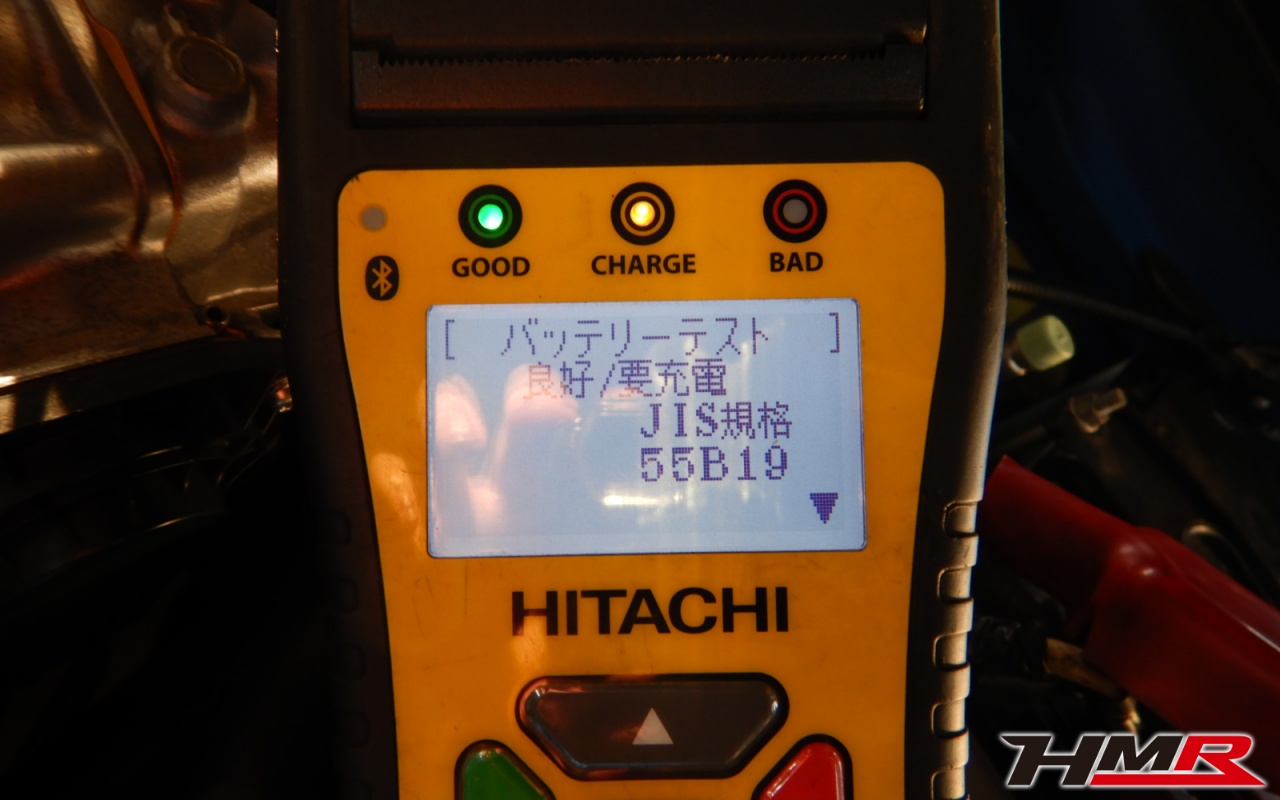 GOOD CHARGE BAD
[ バッテリーテスト ]
良好/要充電
JIS規格
55B19
HITACHI
HMR